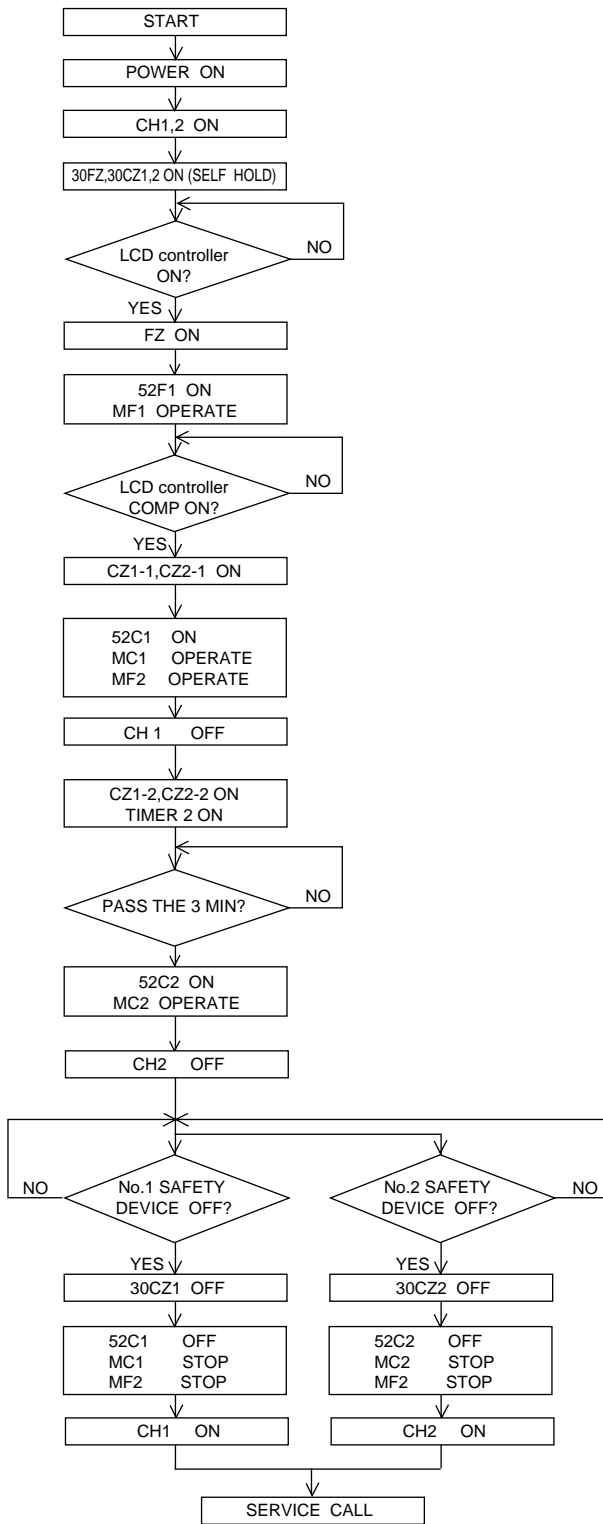 START
POWER ON
CH1,2 ON
30FZ,30CZ1,2 ON (SELF HOLD)
LCD controller
ON?
NO
YES
FZ ON
52F1 ON
MF1 OPERATE
LCD controller
COMP ON?
NO
YES
CZ1-1,CZ2-1 ON
52C1 ON
MC1 OPERATE
MF2 OPERATE
CH 1 OFF
CZ1-2,CZ2-2 ON
TIMER 2 ON
PASS THE 3 MIN?
NO
52C2 ON
MC2 OPERATE
CH2 OFF
NO
No.1 SAFETY
DEVICE OFF?
No.2 SAFETY
DEVICE OFF?
NO
YES
YES
30CZ1 OFF
30CZ2 OFF
52C1 OFF
MC1 STOP
MF2 STOP
52C2 OFF
MC2 STOP
MF2 STOP
CH1 ON
CH2 ON
SERVICE CALL